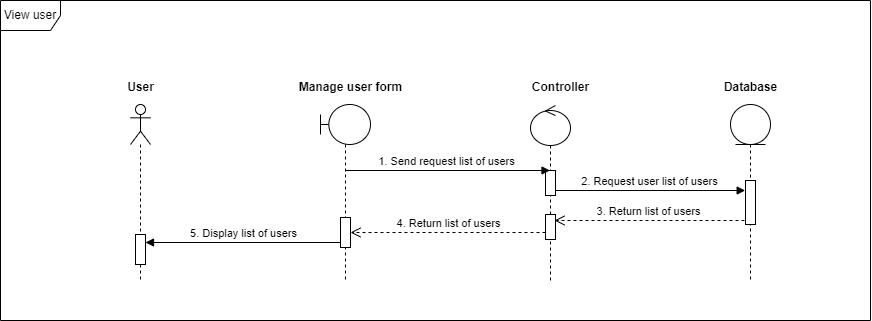 View user
User
Manage user form
Controller
Database
1. Send request list of users
2. Request user list of users
3. Return list of users
4. Return list of users
5. Display list of users